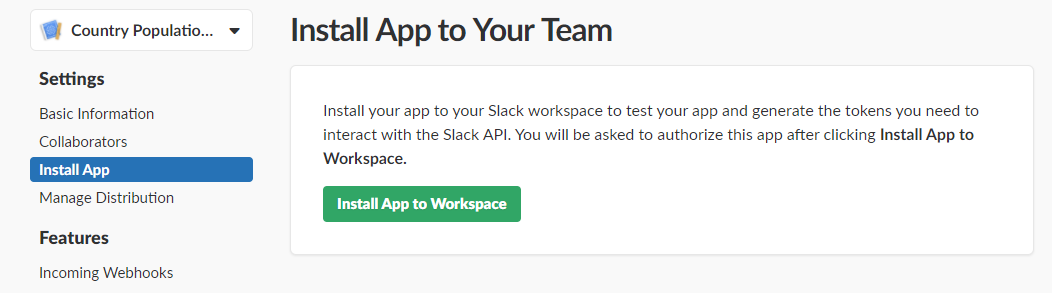 Country Populatio...
Settings
Basic Information
Collaborators
Install App
Manage Distribution
Features
Incoming Webhooks
Install App to Your Team
Install your app to your Slack workspace to test your app and generate the tokens you need to
interact with the Slack API. You will be asked to authorize this app after clicking Install App to
Workspace.
Install App to Workspace